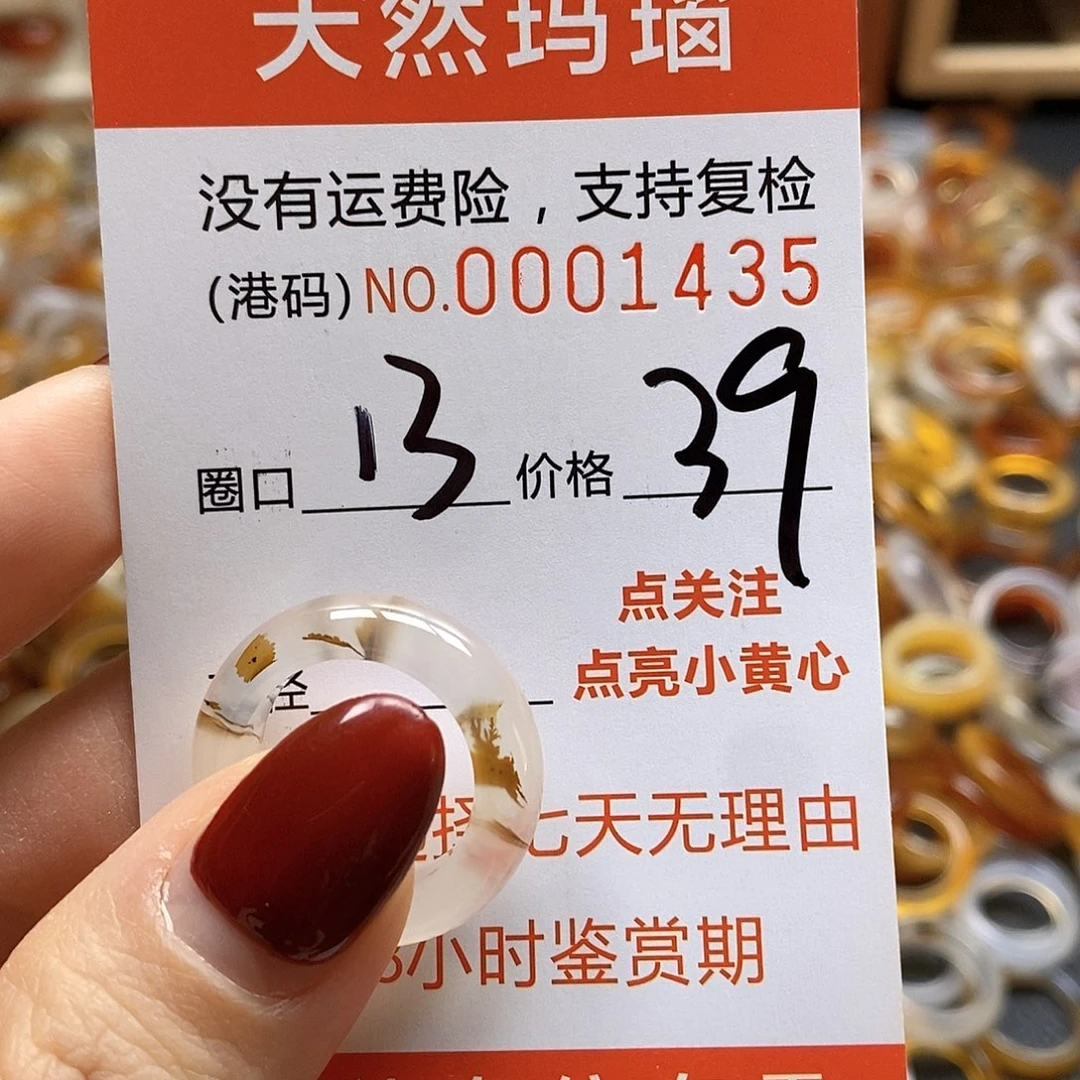 天然玛瑙
没有运费险，支持复检
(港码) NO.0001435
圈口 13 价格 39
点关注
点亮小黄心
径
择七天无理由
小时鉴赏期